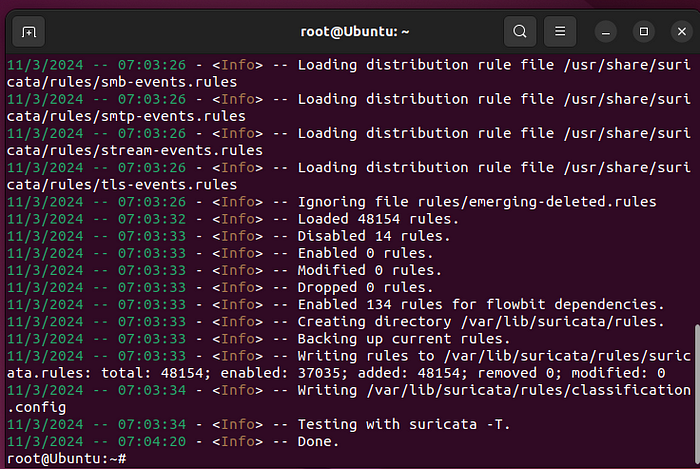 root@Ubuntu: ~
11/3/2024 -- 07:03:26 - <Info> -- Loading distribution rule file /usr/share/suri
cata/rules/smb-events.rules
11/3/2024 -- 07:03:26 - <Info> -- Loading distribution rule file /usr/share/suri
cata/rules/smtp-events.rules
11/3/2024 -- 07:03:26 - <Info> -- Loading distribution rule file /usr/share/suri
cata/rules/stream-events.rules
11/3/2024 -- 07:03:26 - <Info> -- Loading distribution rule file /usr/share/suri
cata/rules/tls-events.rules
11/3/2024 -- 07:03:26 - <Info> -- Ignoring file rules/emerging-deleted.rules
11/3/2024 -- 07:03:32 - <Info> -- Loaded 48154 rules.
11/3/2024 -- 07:03:33 - <Info> -- Disabled 14 rules.
11/3/2024 -- 07:03:33 - <Info> -- Enabled 0 rules.
11/3/2024 -- 07:03:33 - <Info> -- Modified 0 rules.
11/3/2024 -- 07:03:33 - <Info> -- Dropped 0 rules.
11/3/2024 -- 07:03:33 - <Info> -- Enabled 134 rules for flowbit dependencies.
11/3/2024 -- 07:03:33 - <Info> -- Creating directory /var/lib/suricata/rules.
11/3/2024 -- 07:03:33 - <Info> -- Backing up current rules.
11/3/2024 -- 07:03:33 - <Info> -- Writing rules to /var/lib/suricata/rules/suric
ata.rules: total: 48154; enabled: 37035; added: 48154; removed 0; modified: 0
11/3/2024 -- 07:03:34 - <Info> -- Writing /var/lib/suricata/rules/classification
.config
11/3/2024 -- 07:03:34 - <Info> -- Testing with suricata -T.
11/3/2024 -- 07:04:20 - <Info> -- Done.
root@Ubuntu:~#